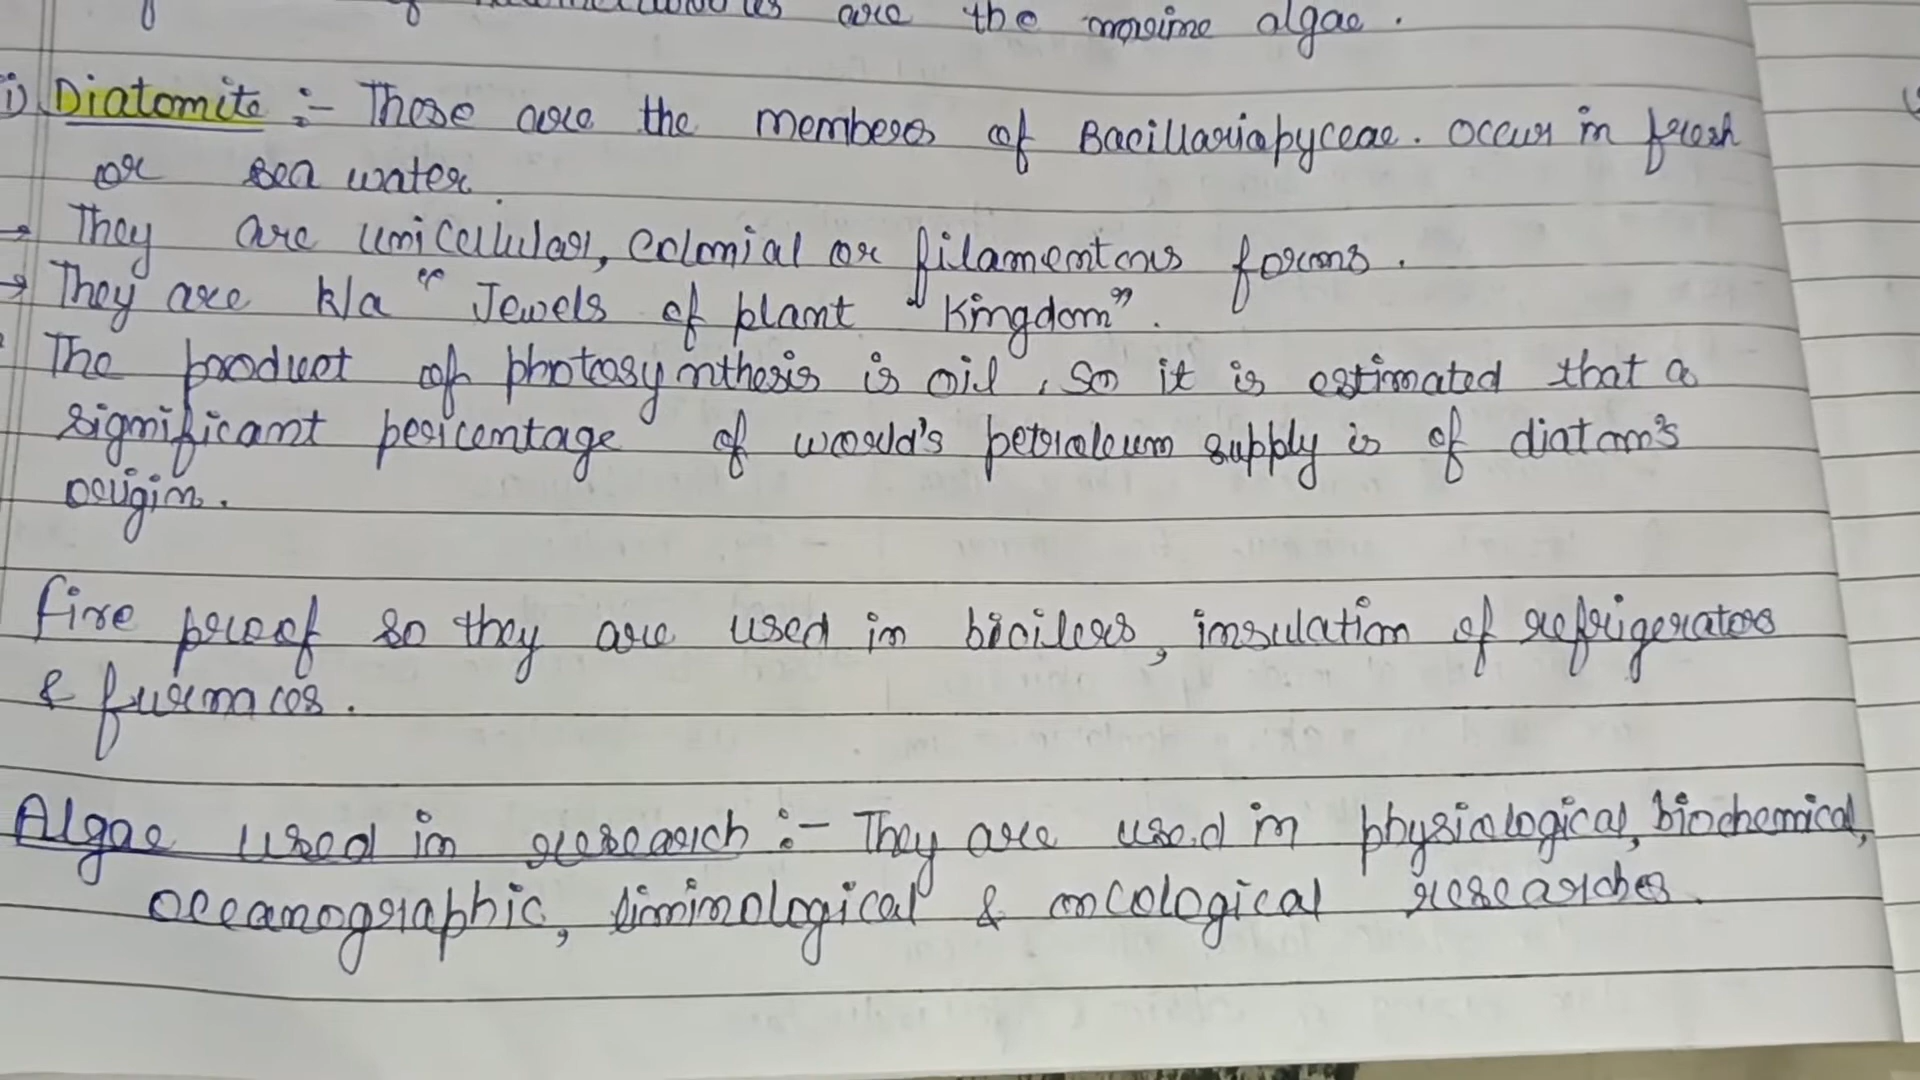 are the marine algae.
i) Diatomite :- These are the members of Bacillariapyceae. Occur in fresh
or sea water
→ They are unicellular, colonial or filamentous forms.
→ They are k/a " Jewels of plant Kingdom".
The product of photosynthesis is oil, so it is estimated that a
significant percentage of world's petroleum supply is of diatom's
origin.
fire proof so they are used in bioilers, insulation of refrigerators
& furnaces.
Algae used in research :- They are used in physiological, biochemical,
oceanographic, limimological & oncological researches.